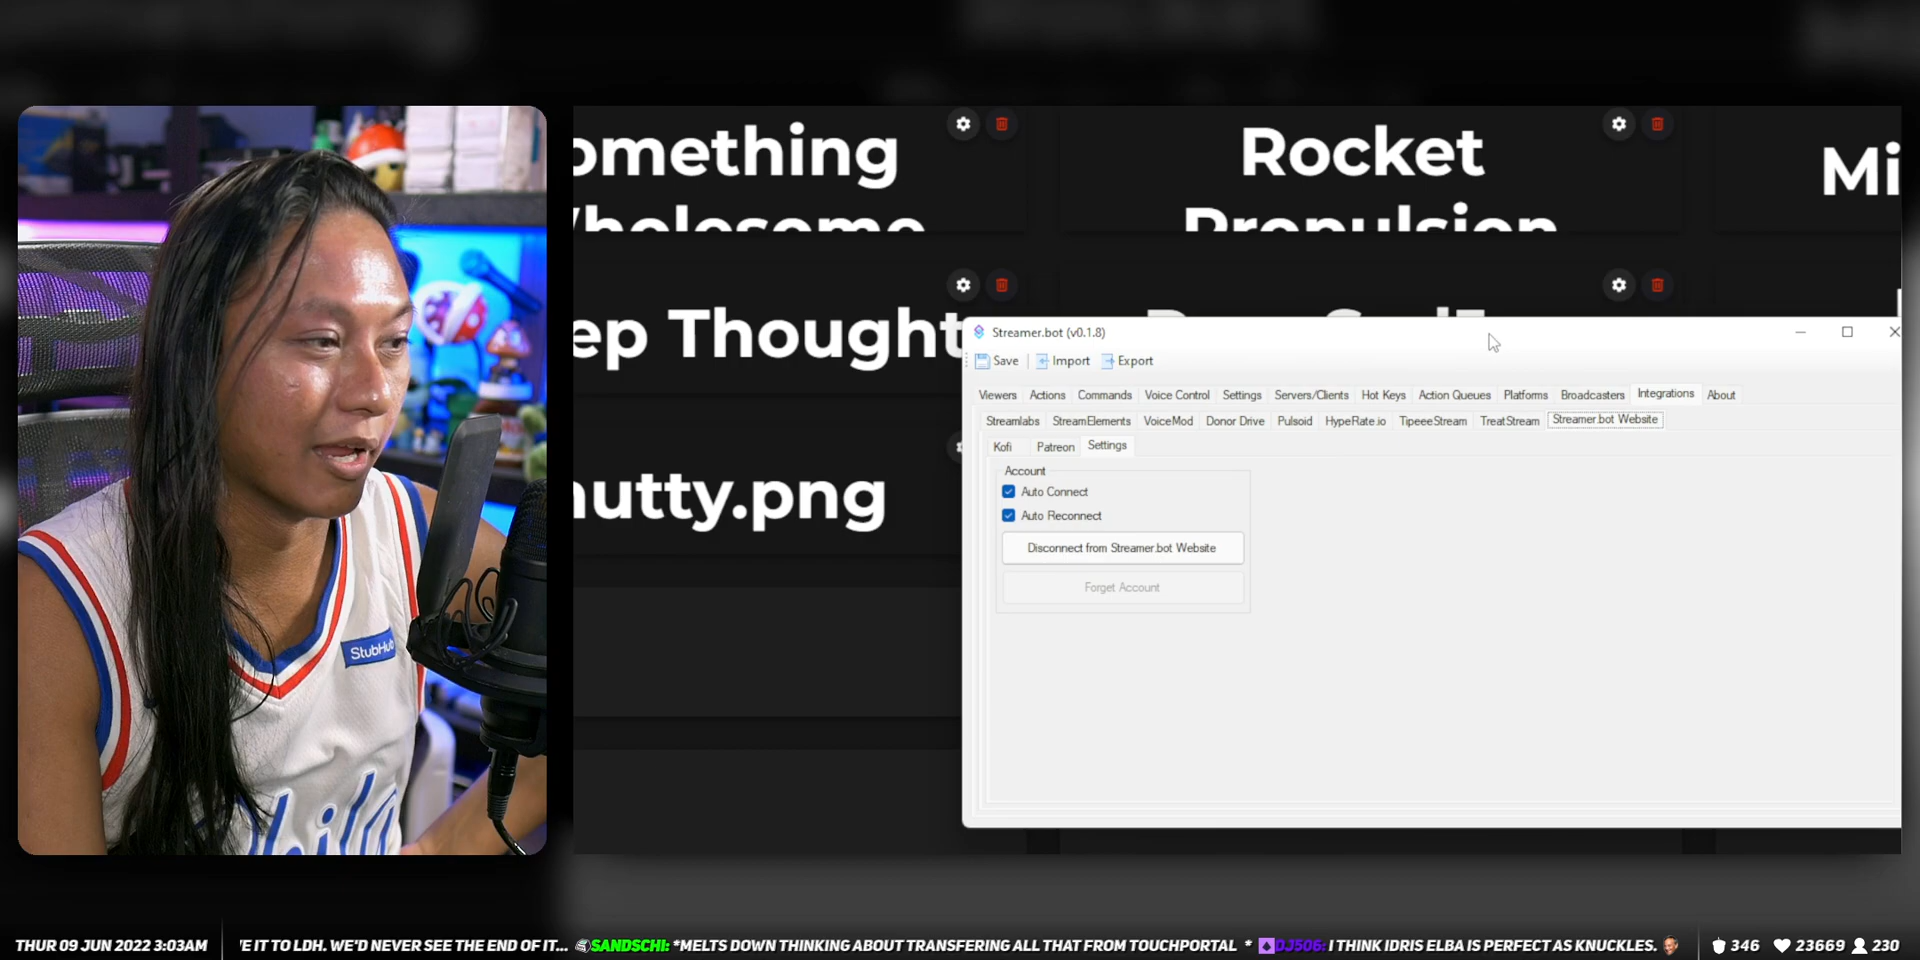 omething
Rocket
Mi
Propulsion
ep Thought
nutty.png
Streamer.bot (v0.1.8)
Save Import Export
Viewers Actions Commands Voice Control Settings Servers/Clients Hot Keys Action Queues Platforms Broadcasters Integrations About
Streamlabs StreamElements VoiceMod Donor Drive Pulsoid HypeRate.io TipeeeStream TreatStream Streamer.bot Website
Kofi Patreon Settings
Account
Auto Connect
Auto Reconnect
Disconnect from Streamer.bot Website
Forget Account
StubHub
THUR 09 JUN 2022 3:03AM
'E IT TO LDH. WE'D NEVER SEE THE END OF IT... SANDSCHI: *MELTS DOWN THINKING ABOUT TRANSFERING ALL THAT FROM TOUCHPORTAL * DJ506: I THINK IDRIS ELBA IS PERFECT AS KNUCKLES.
346 23669 230